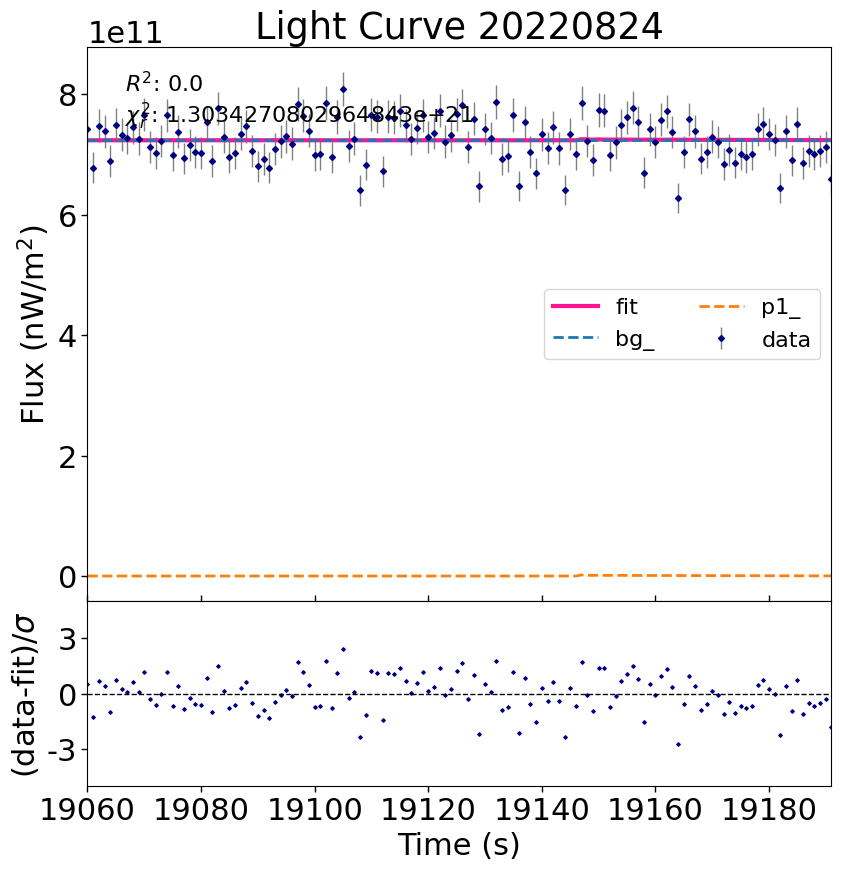 Light Curve 20220824
1e11
R²: 0.0
χᵣ²: 1.3034270802964843e+21
8
6
4
2
0
Flux (nW/m²)
fit
bg_
p1_
data
3
0
-3
(data-fit)/σ
19060 19080 19100 19120 19140 19160 19180
Time (s)